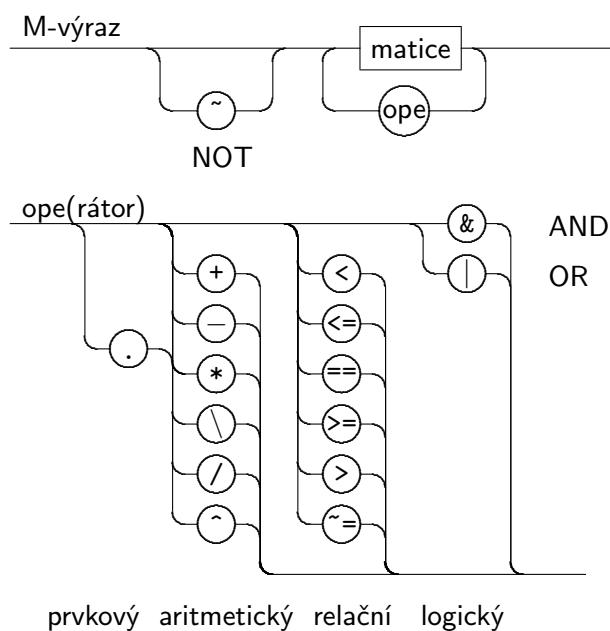 M-výraz
matice
~
ope
NOT
ope(rátor)
& AND
+ < | OR
− <=
.
* ==
\ >=
/ >
^ ~=
prvkový aritmetický relační logický